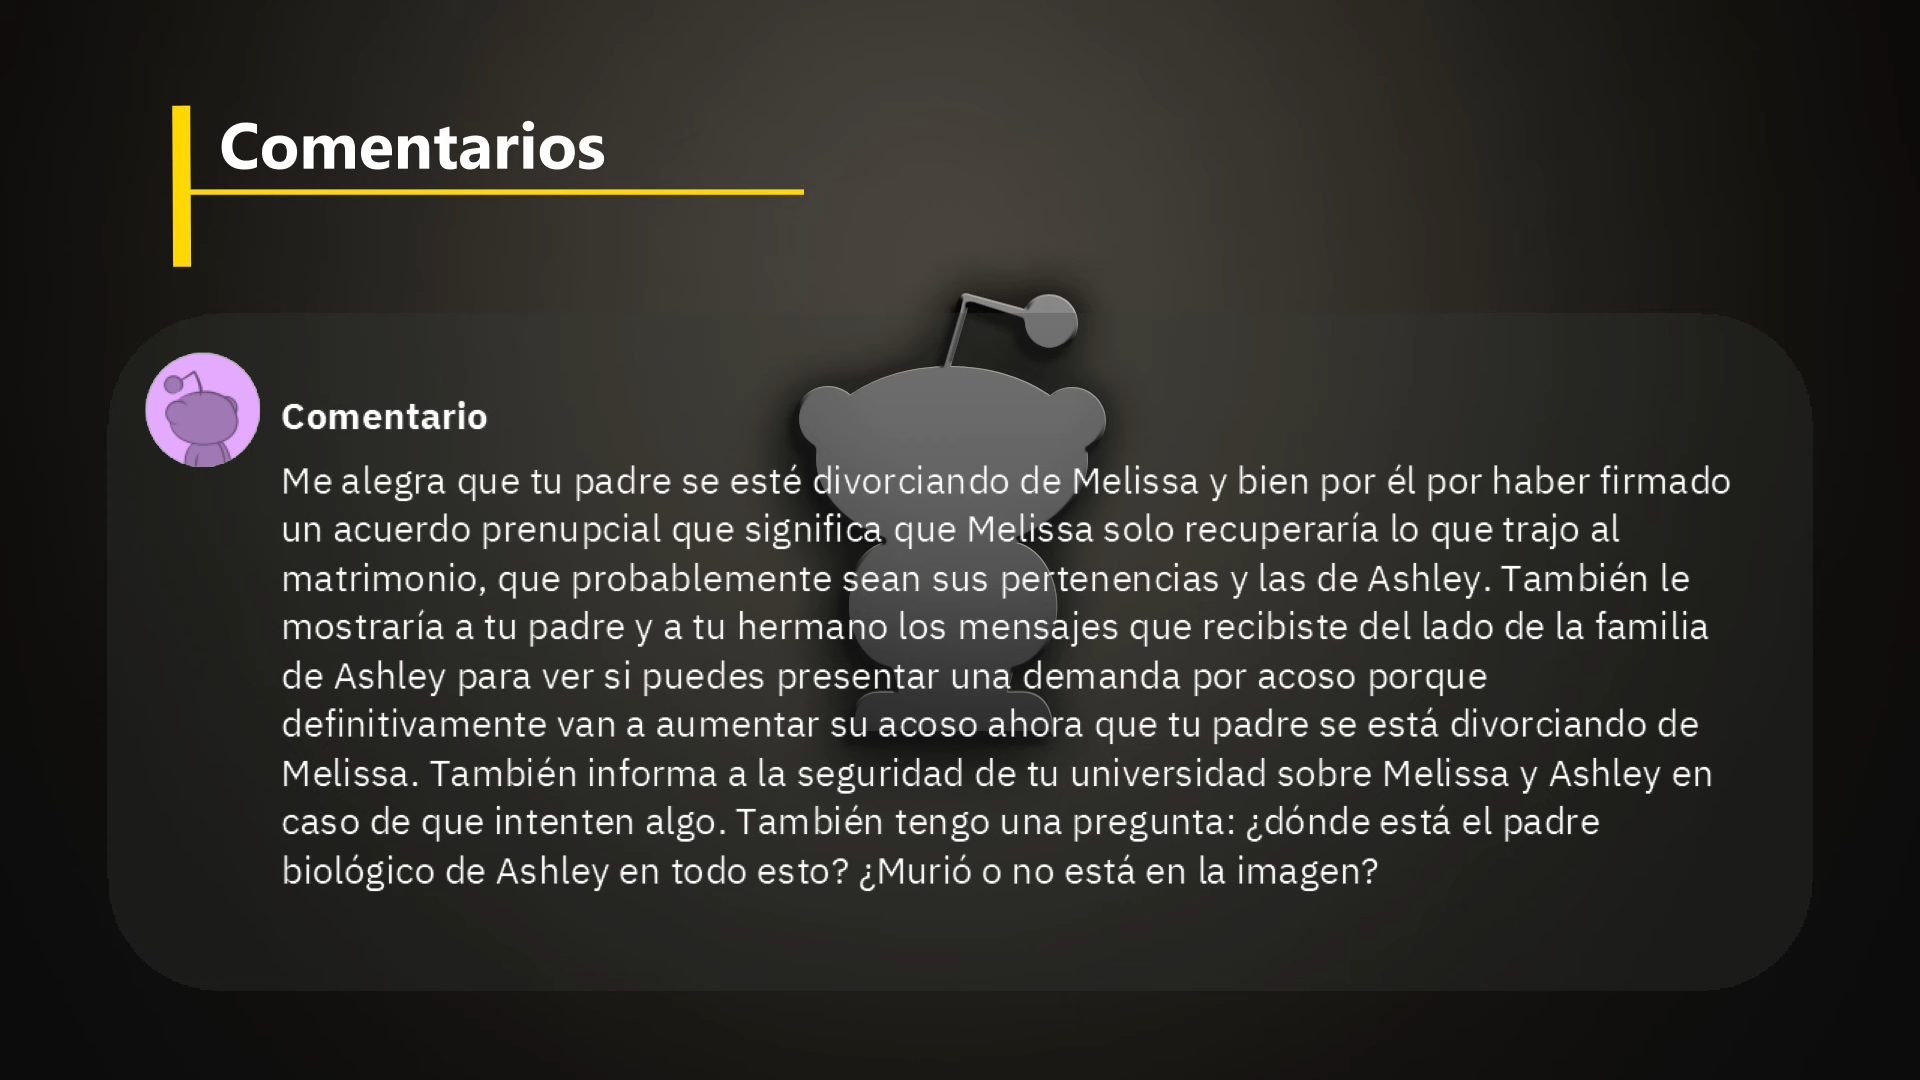 Comentarios
Comentario
Me alegra que tu padre se esté divorciando de Melissa y bien por él por haber firmado
un acuerdo prenupcial que significa que Melissa solo recuperaría lo que trajo al
matrimonio, que probablemente sean sus pertenencias y las de Ashley. También le
mostraría a tu padre y a tu hermano los mensajes que recibiste del lado de la familia
de Ashley para ver si puedes presentar una demanda por acoso porque
definitivamente van a aumentar su acoso ahora que tu padre se está divorciando de
Melissa. También informa a la seguridad de tu universidad sobre Melissa y Ashley en
caso de que intenten algo. También tengo una pregunta: ¿dónde está el padre
biológico de Ashley en todo esto? ¿Murió o no está en la imagen?